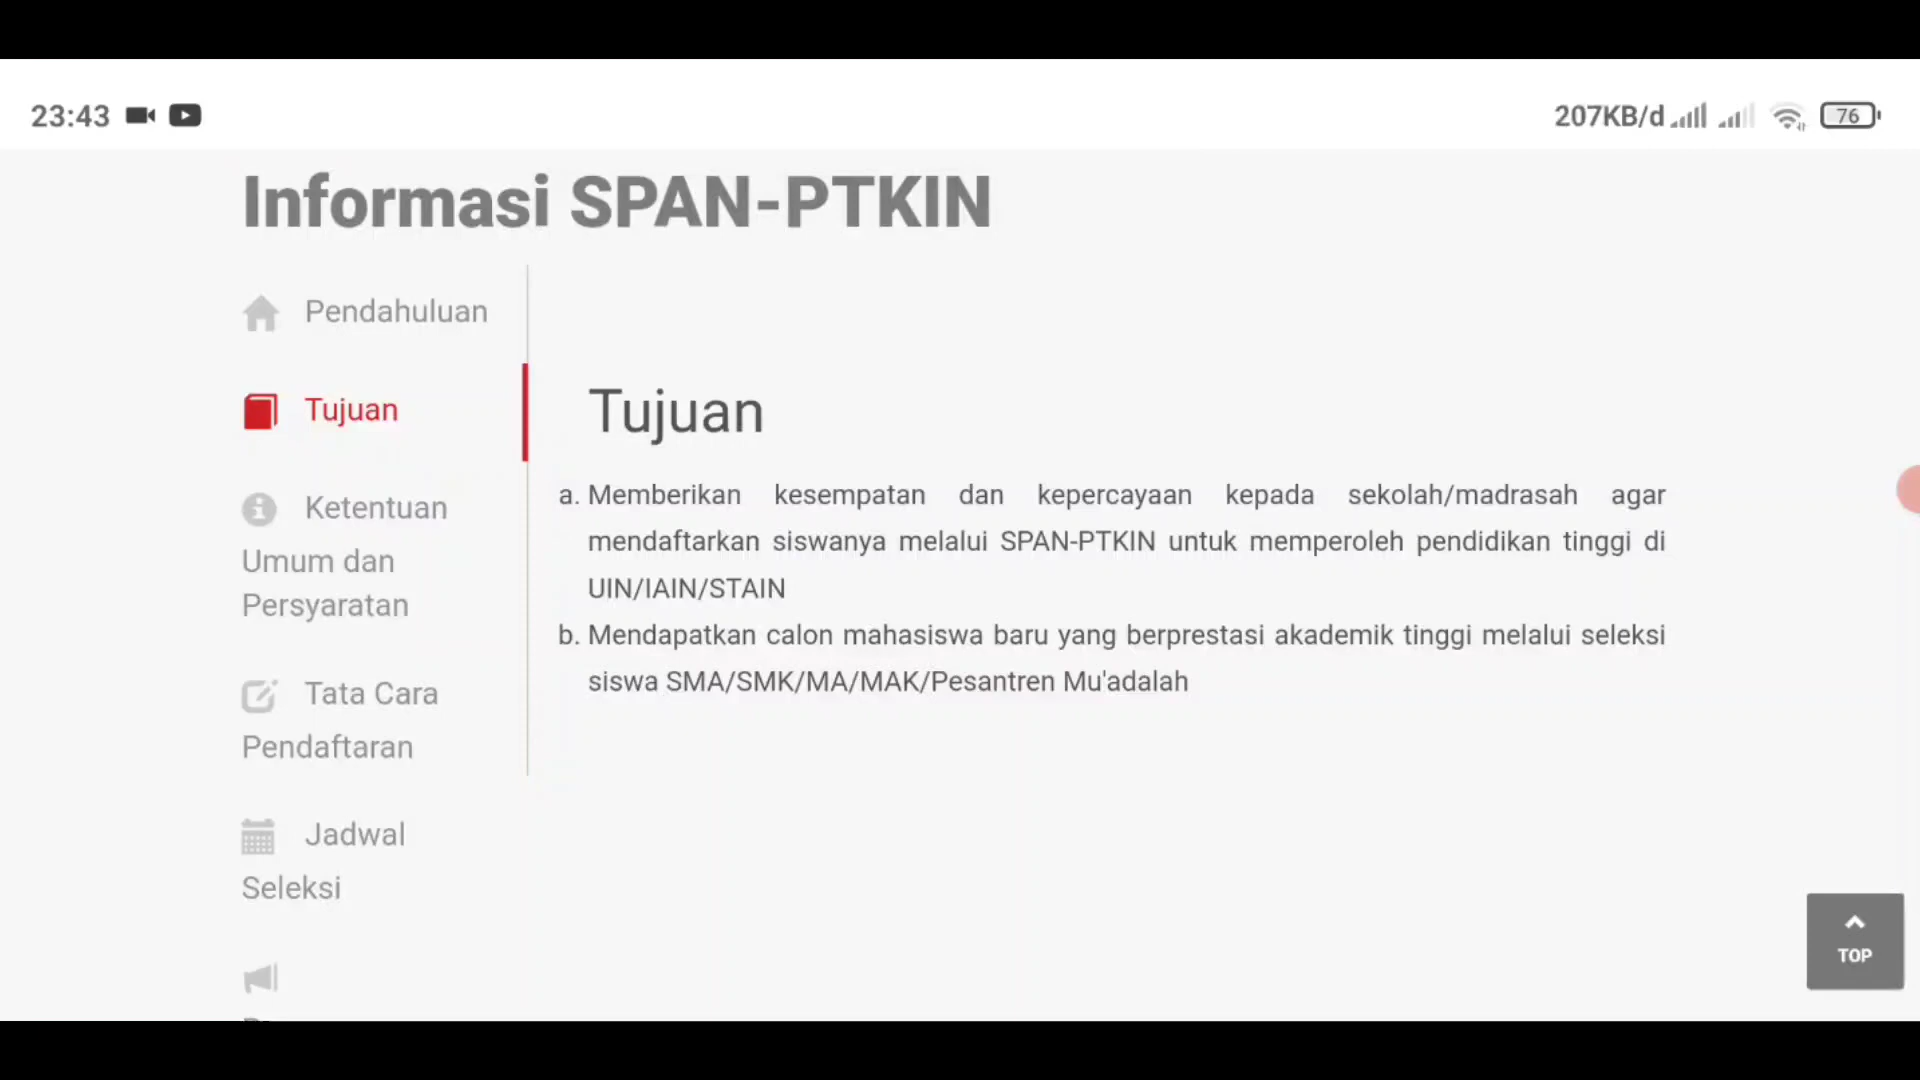 23:43
207KB/d
76
Informasi SPAN-PTKIN
Pendahuluan
Tujuan
Ketentuan
Umum dan
Persyaratan
Tata Cara
Pendaftaran
Jadwal
Seleksi
Tujuan
a. Memberikan kesempatan dan kepercayaan kepada sekolah/madrasah agar
mendaftarkan siswanya melalui SPAN-PTKIN untuk memperoleh pendidikan tinggi di
UIN/IAIN/STAIN
b. Mendapatkan calon mahasiswa baru yang berprestasi akademik tinggi melalui seleksi
siswa SMA/SMK/MA/MAK/Pesantren Mu'adalah
TOP